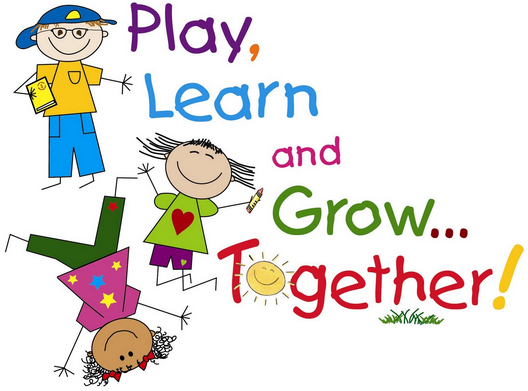 Play,
Learn
and
Grow...
Together!